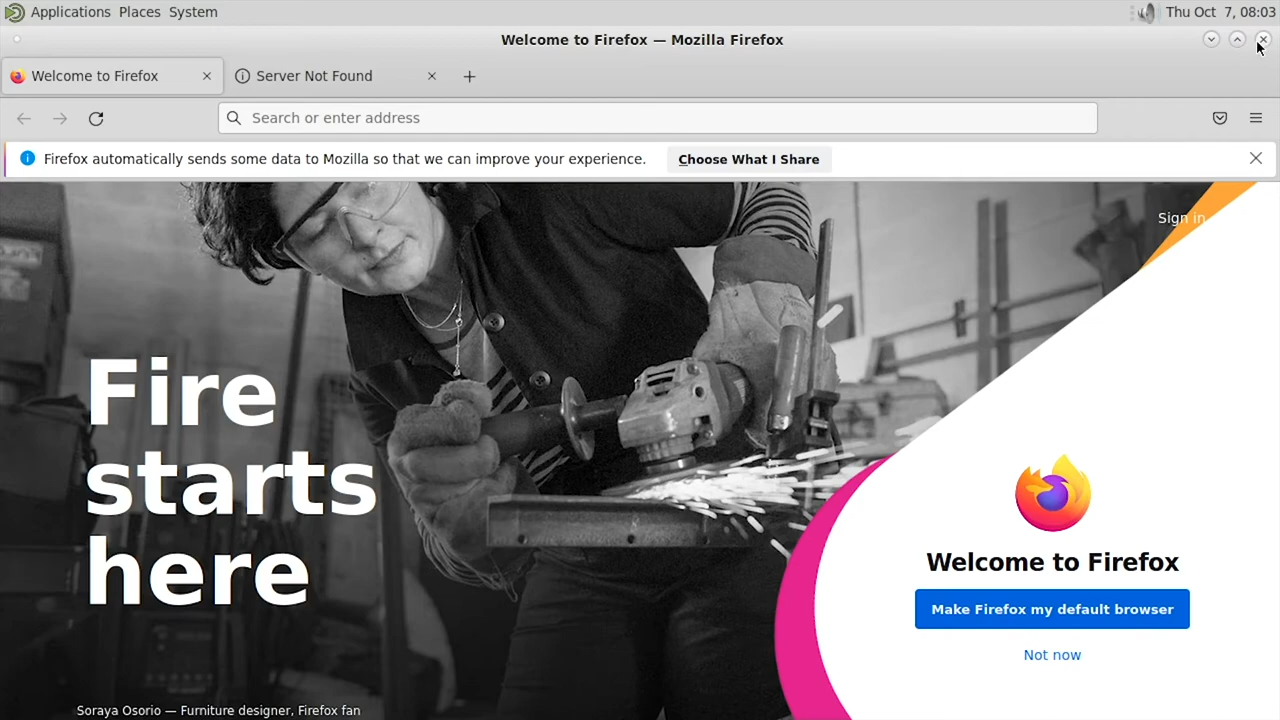 Applications Places System Thu Oct 7, 08:03
Welcome to Firefox — Mozilla Firefox
Welcome to Firefox Server Not Found
Search or enter address
Firefox automatically sends some data to Mozilla so that we can improve your experience. Choose What I Share
Sign in
Fire
starts
here
Welcome to Firefox
Make Firefox my default browser
Not now
Soraya Osorio — Furniture designer, Firefox fan